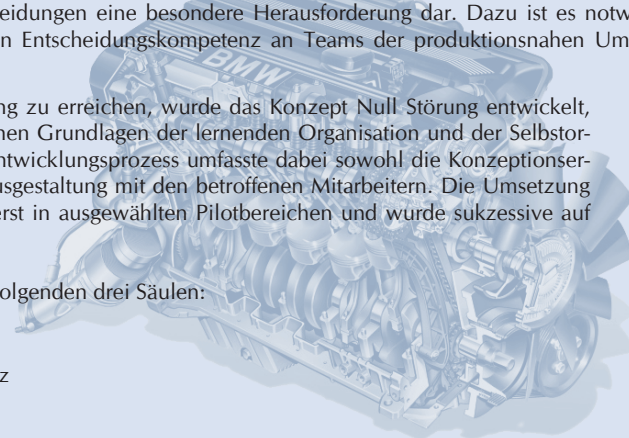 eidungen eine besondere Herausforderung dar. Dazu ist es notw
n Entscheidungskompetenz an Teams der produktionsnahen Um
BMW
ng zu erreichen, wurde das Konzept Null Störung entwickelt,
nen Grundlagen der lernenden Organisation und der Selbstor-
ntwicklungsprozess umfasste dabei sowohl die Konzeptionser-
usgestaltung mit den betroffenen Mitarbeitern. Die Umsetzung
erst in ausgewählten Pilotbereichen und wurde sukzessive auf
olgenden drei Säulen:
z